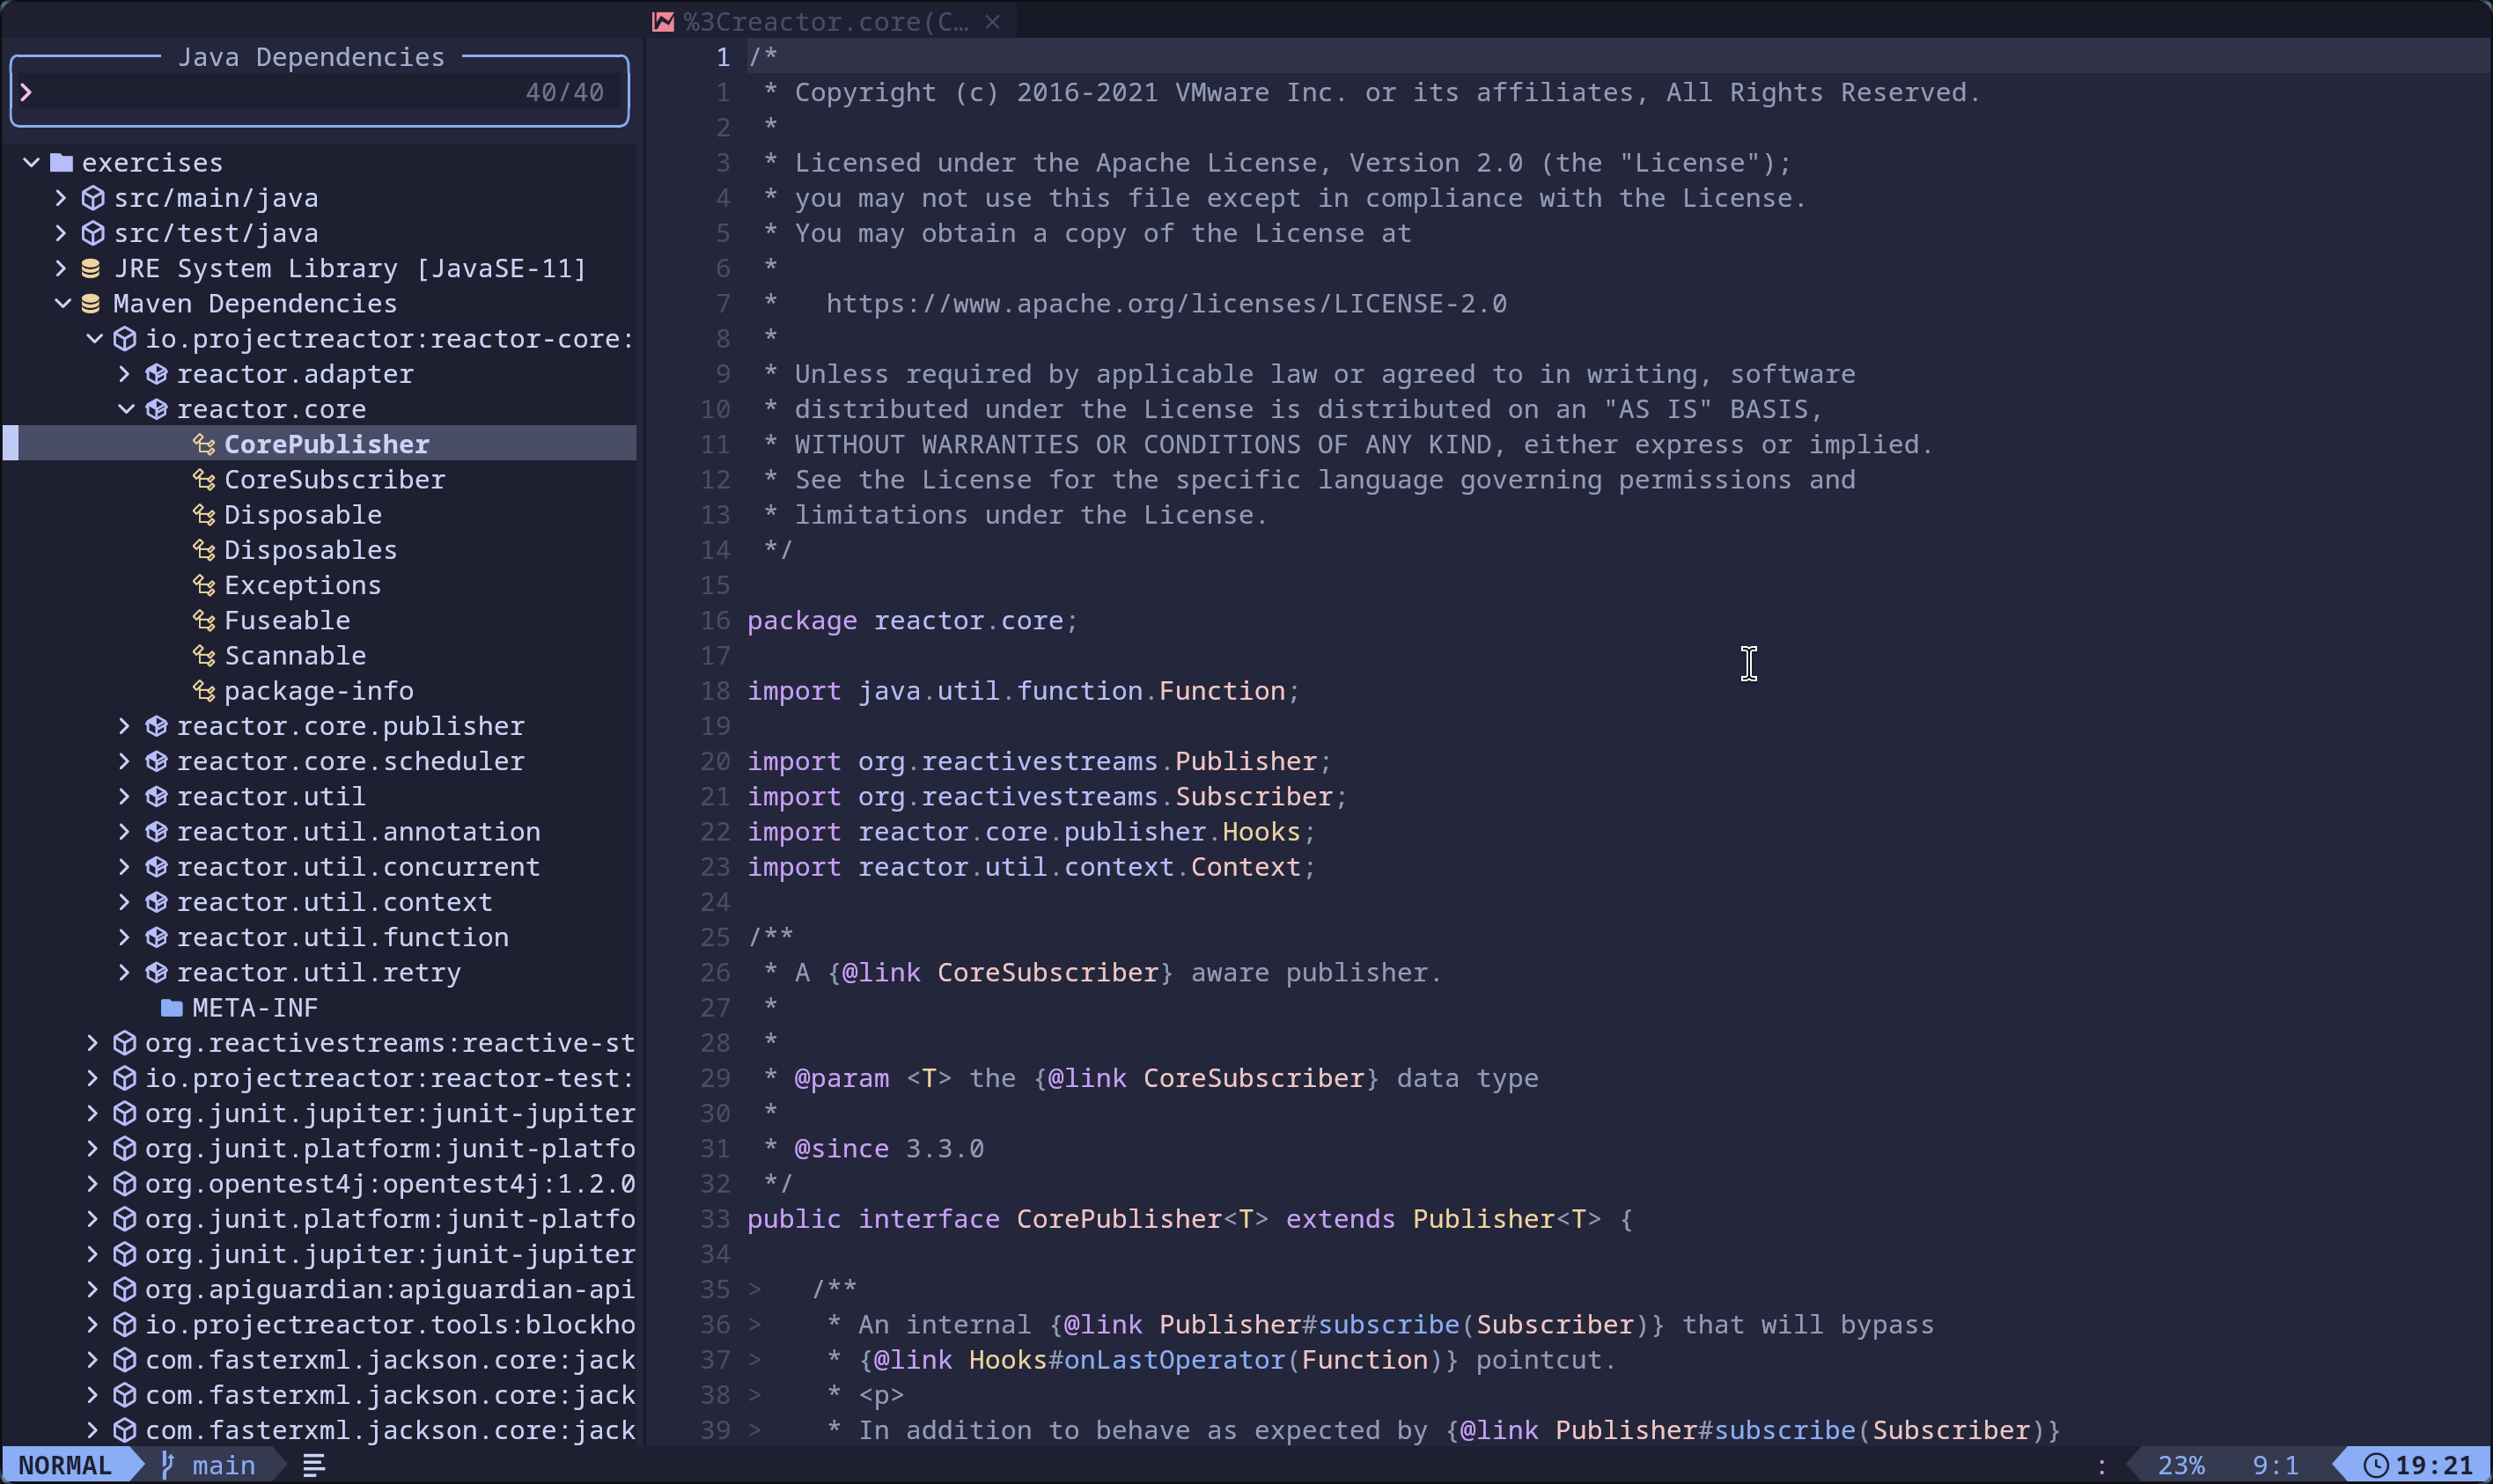 %3Creactor.core(C… ×
Java Dependencies
> 40/40
exercises
src/main/java
src/test/java
JRE System Library [JavaSE-11]
Maven Dependencies
io.projectreactor:reactor-core:
reactor.adapter
reactor.core
CorePublisher
CoreSubscriber
Disposable
Disposables
Exceptions
Fuseable
Scannable
package-info
reactor.core.publisher
reactor.core.scheduler
reactor.util
reactor.util.annotation
reactor.util.concurrent
reactor.util.context
reactor.util.function
reactor.util.retry
META-INF
org.reactivestreams:reactive-st
io.projectreactor:reactor-test:
org.junit.jupiter:junit-jupiter
org.junit.platform:junit-platfo
org.opentest4j:opentest4j:1.2.0
org.junit.platform:junit-platfo
org.junit.jupiter:junit-jupiter
org.apiguardian:apiguardian-api
io.projectreactor.tools:blockho
com.fasterxml.jackson.core:jack
com.fasterxml.jackson.core:jack
com.fasterxml.jackson.core:jack
1 /*
1 * Copyright (c) 2016-2021 VMware Inc. or its affiliates, All Rights Reserved.
2 *
3 * Licensed under the Apache License, Version 2.0 (the "License");
4 * you may not use this file except in compliance with the License.
5 * You may obtain a copy of the License at
6 *
7 *   https://www.apache.org/licenses/LICENSE-2.0
8 *
9 * Unless required by applicable law or agreed to in writing, software
10 * distributed under the License is distributed on an "AS IS" BASIS,
11 * WITHOUT WARRANTIES OR CONDITIONS OF ANY KIND, either express or implied.
12 * See the License for the specific language governing permissions and
13 * limitations under the License.
14 */
15
16 package reactor.core;
17
18 import java.util.function.Function;
19
20 import org.reactivestreams.Publisher;
21 import org.reactivestreams.Subscriber;
22 import reactor.core.publisher.Hooks;
23 import reactor.util.context.Context;
24
25 /**
26 * A {@link CoreSubscriber} aware publisher.
27 *
28 *
29 * @param <T> the {@link CoreSubscriber} data type
30 *
31 * @since 3.3.0
32 */
33 public interface CorePublisher<T> extends Publisher<T> {
34
35 >   /**
36 >    * An internal {@link Publisher#subscribe(Subscriber)} that will bypass
37 >    * {@link Hooks#onLastOperator(Function)} pointcut.
38 >    * <p>
39 >    * In addition to behave as expected by {@link Publisher#subscribe(Subscriber)}
NORMAL main : 23% 9:1 19:21